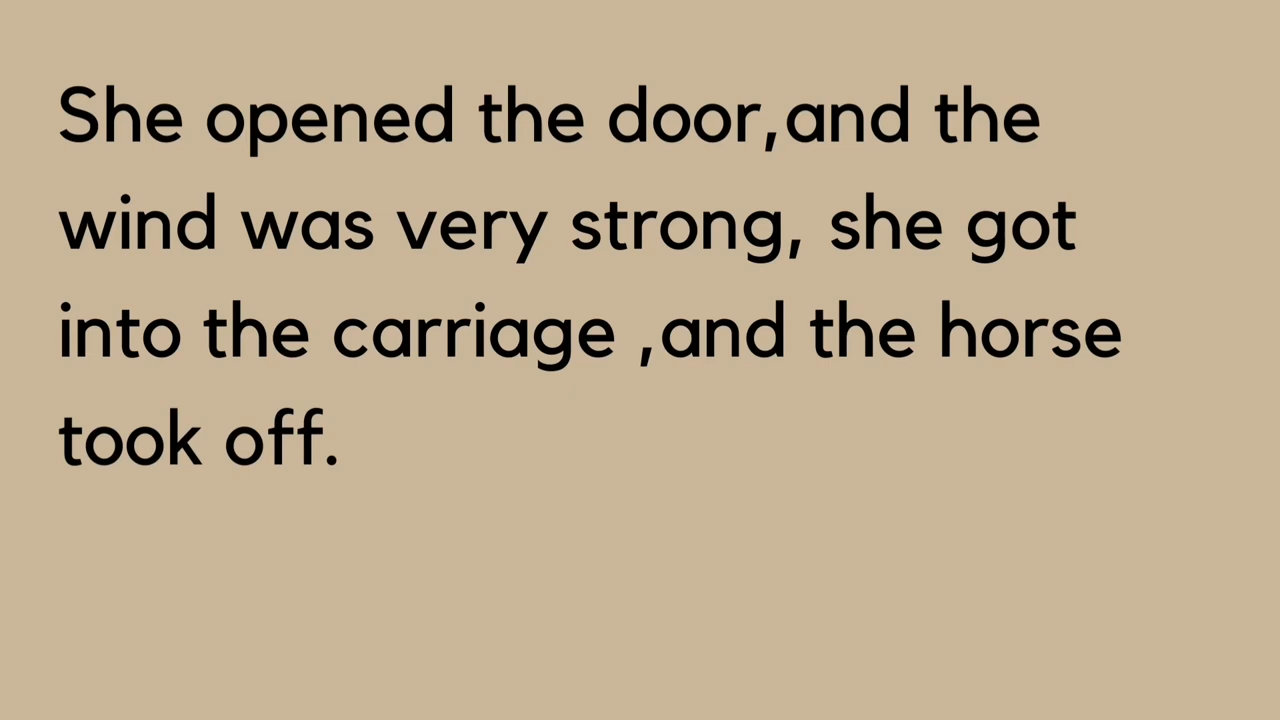 She opened the door,and the
wind was very strong, she got
into the carriage ,and the horse
took off.